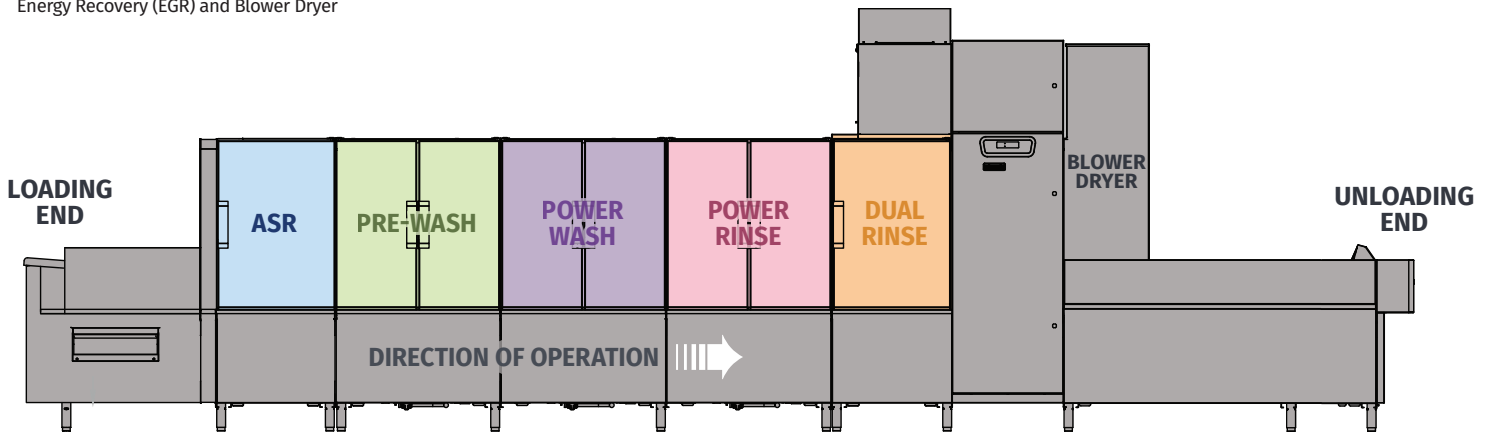 Energy Recovery (EGR) and Blower Dryer
LOADING
END
ASR
PRE-WASH
POWER
WASH
POWER
RINSE
DUAL
RINSE
BLOWER
DRYER
UNLOADING
END
DIRECTION OF OPERATION